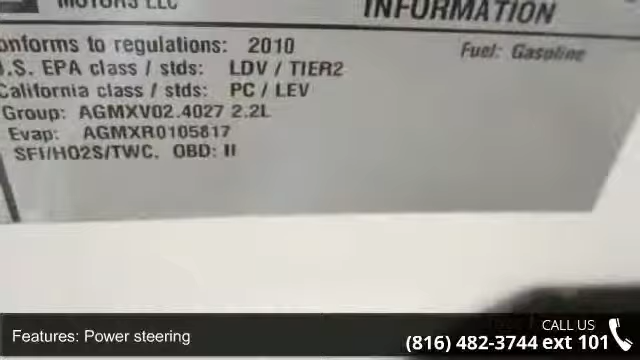 MOTORS LLC
INFORMATION
onforms to regulations: 2010
Fuel: Gasoline
.S. EPA class / stds: LDV / TIER2
California class / stds: PC / LEV
Group: AGMXV02.4027 2.2L
Evap: AGMXR0105817
SFI/HO2S/TWC, OBD: II
Features: Power steering
CALL US
(816) 482-3744 ext 101